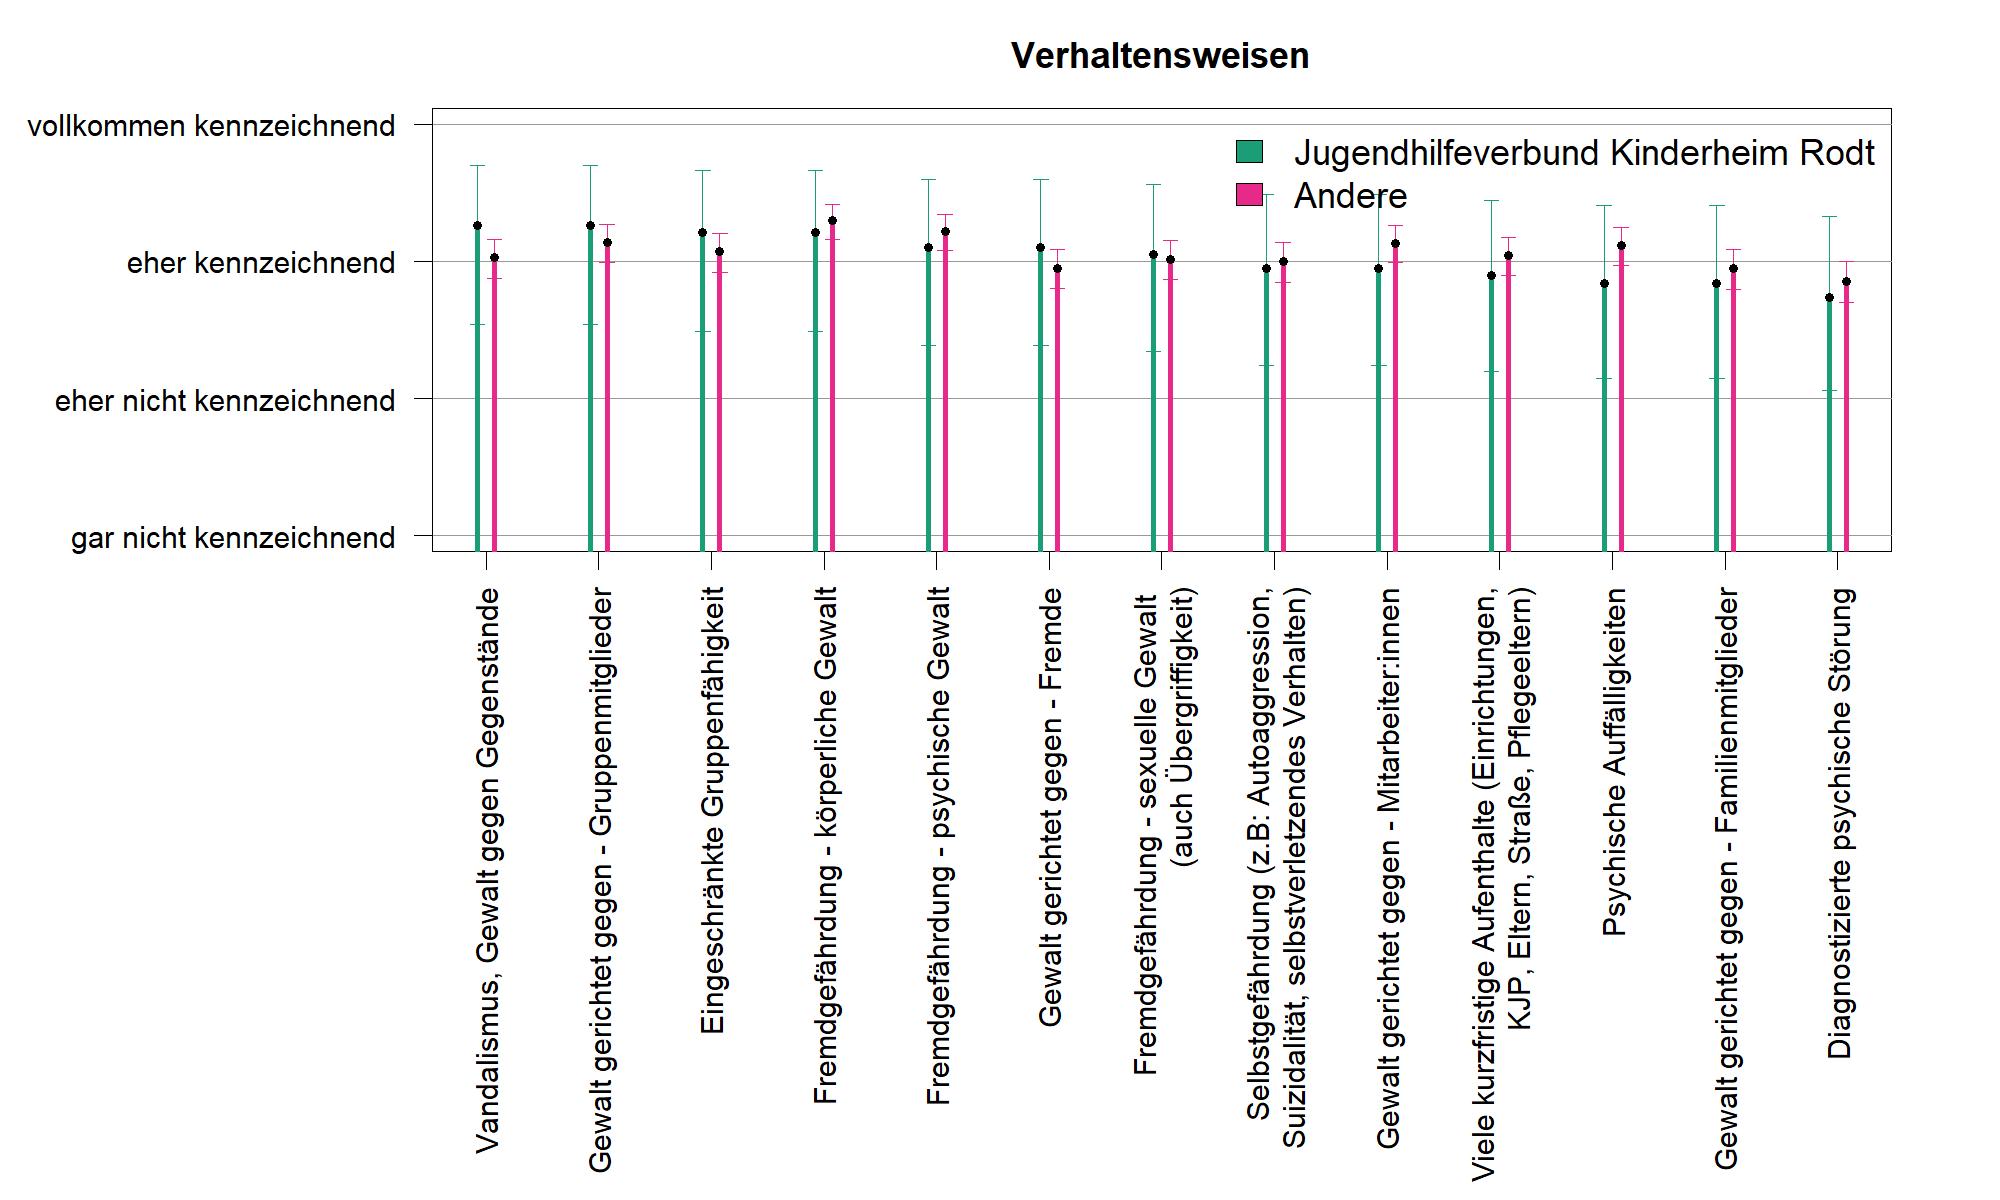 Verhaltensweisen
vollkommen kennzeichnend
eher kennzeichnend
eher nicht kennzeichnend
gar nicht kennzeichnend
Jugendhilfeverbund Kinderheim Rodt
Andere
Vandalismus, Gewalt gegen Gegenstände
Gewalt gerichtet gegen - Gruppenmitglieder
Eingeschränkte Gruppenfähigkeit
Fremdgefährdung - körperliche Gewalt
Fremdgefährdung - psychische Gewalt
Gewalt gerichtet gegen - Fremde
Fremdgefährdung - sexuelle Gewalt
(auch Übergriffigkeit)
Selbstgefährdung (z.B: Autoaggression,
Suizidalität, selbstverletzendes Verhalten)
Gewalt gerichtet gegen - Mitarbeiter:innen
Viele kurzfristige Aufenthalte (Einrichtungen,
KJP, Eltern, Straße, Pflegeeltern)
Psychische Auffälligkeiten
Gewalt gerichtet gegen - Familienmitglieder
Diagnostizierte psychische Störung